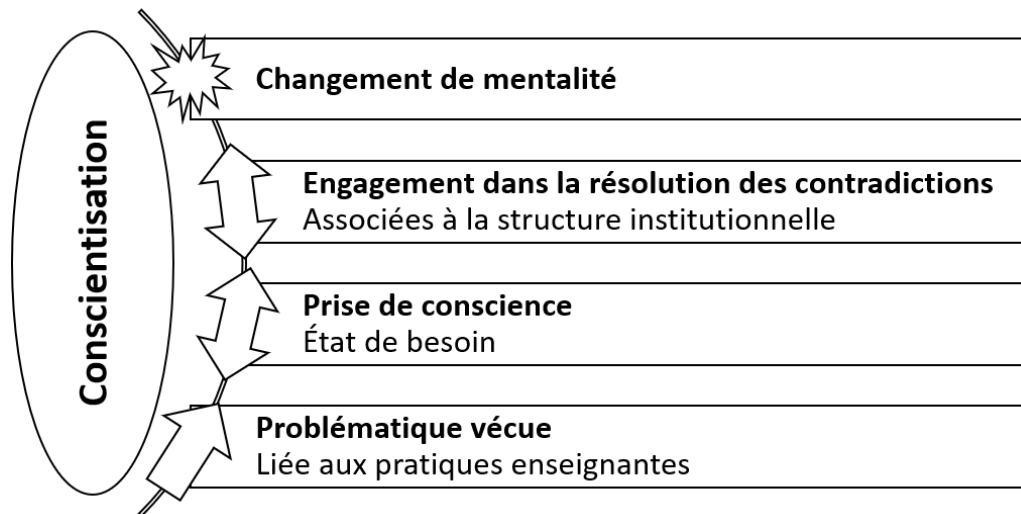 Conscientisation
Changement de mentalité
Engagement dans la résolution des contradictions
Associées à la structure institutionnelle
Prise de conscience
État de besoin
Problématique vécue
Liée aux pratiques enseignantes